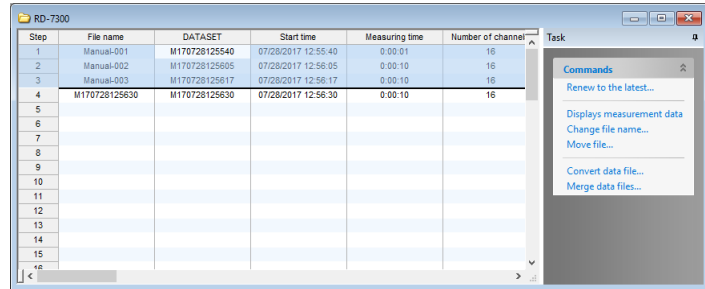 RD-7300
Step File name DATASET Start time Measuring time Number of channel
1 Manual-001 M170728125540 07/28/2017 12:55:40 0:00:01 16
2 Manual-002 M170728125605 07/28/2017 12:56:05 0:00:10 16
3 Manual-003 M170728125617 07/28/2017 12:56:17 0:00:10 16
4 M170728125630 M170728125630 07/28/2017 12:56:30 0:00:10 16
5
6
7
8
9
10
11
12
13
14
15
16
Task
Commands
Renew to the latest...
Displays measurement data
Change file name...
Move file...
Convert data file...
Merge data files...